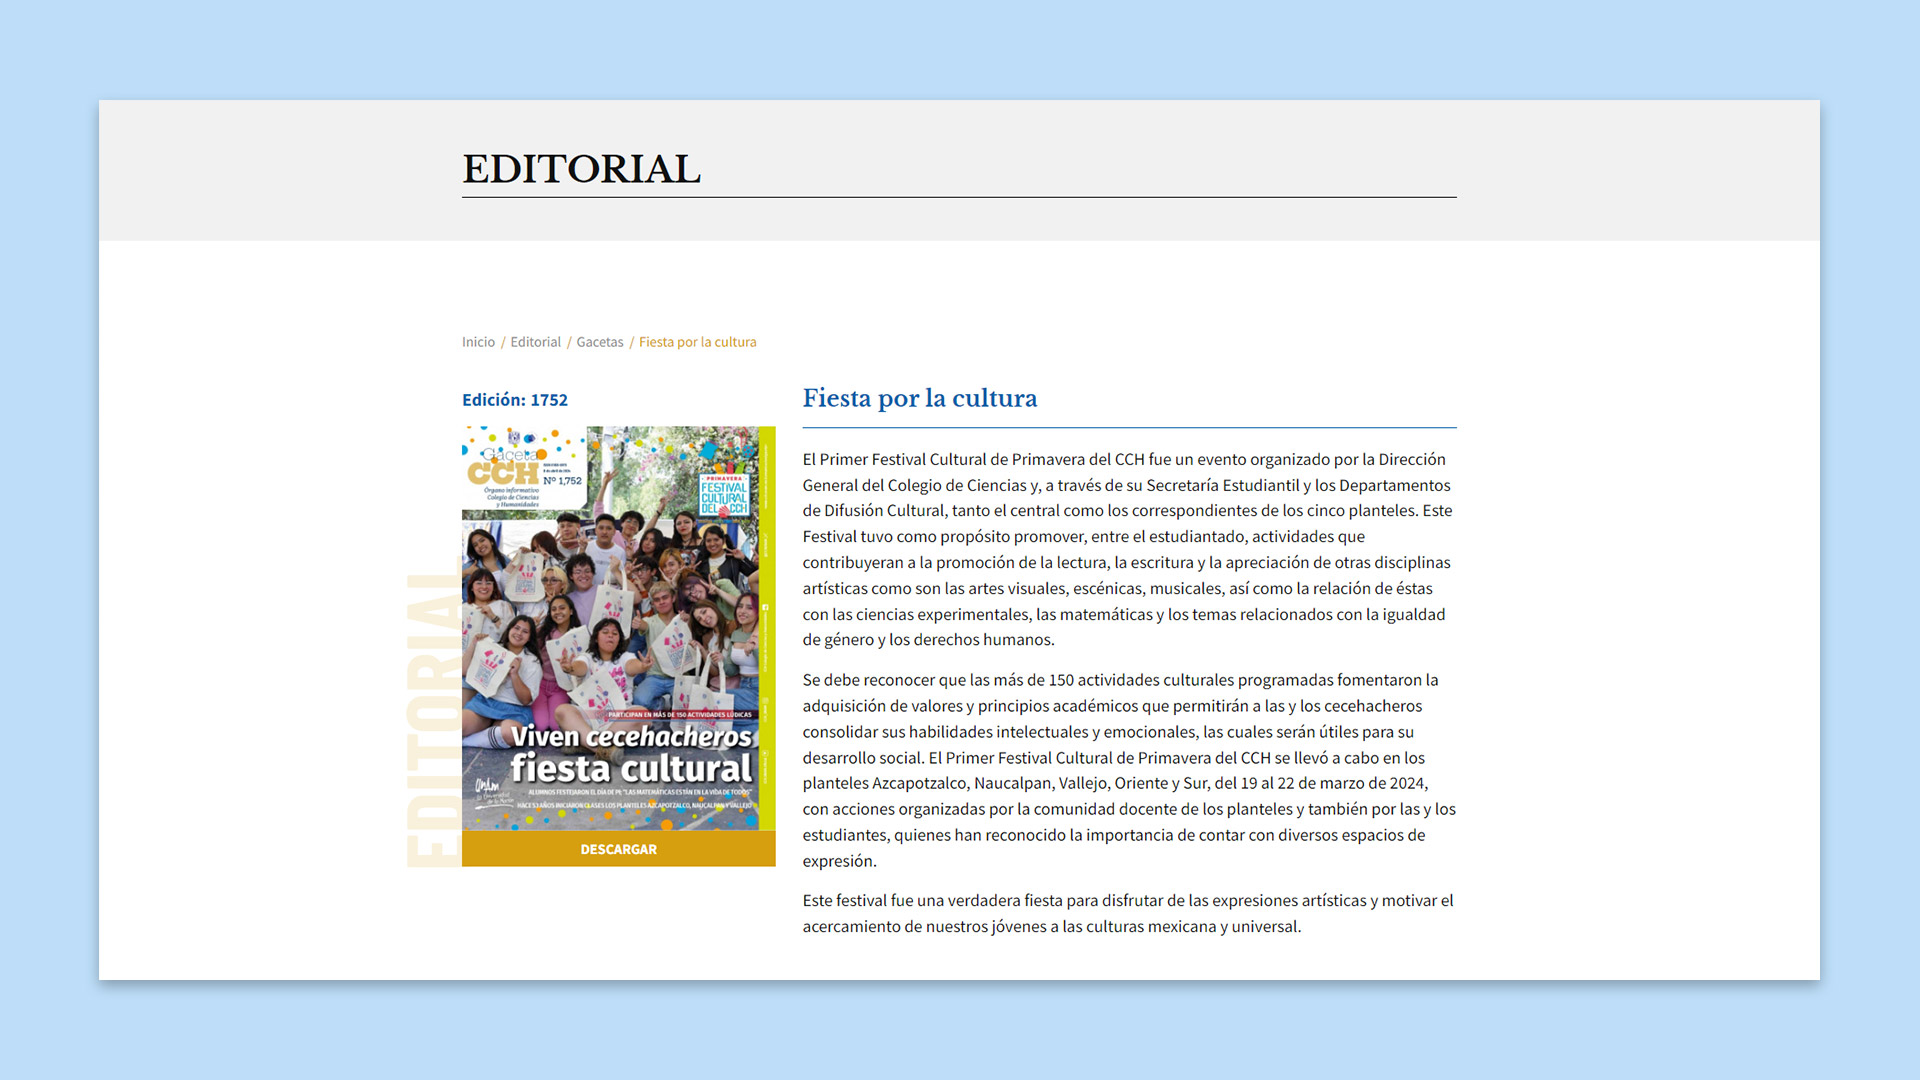 EDITORIAL
Inicio / Editorial / Gacetas / Fiesta por la cultura
Edición: 1752
Gaceta
CCH
Nº 1,752
Órgano informativo
Colegio de Ciencias
y Humanidades
PRIMAVERA
FESTIVAL
CULTURAL
DEL CCH
PARTICIPAN EN MÁS DE 150 ACTIVIDADES LÚDICAS
Viven cecehacheros
fiesta cultural
ALUMNOS FESTEJARON EL DÍA DE PI: "LAS MATEMÁTICAS ESTÁN EN LA VIDA DE TODOS"
HACE 53 AÑOS INICIARON CLASES LOS PLANTELES AZCAPOTZALCO, NAUCALPAN Y VALLEJO
DESCARGAR
EDITORIAL
Fiesta por la cultura
El Primer Festival Cultural de Primavera del CCH fue un evento organizado por la Dirección
General del Colegio de Ciencias y, a través de su Secretaría Estudiantil y los Departamentos
de Difusión Cultural, tanto el central como los correspondientes de los cinco planteles. Este
Festival tuvo como propósito promover, entre el estudiantado, actividades que
contribuyeran a la promoción de la lectura, la escritura y la apreciación de otras disciplinas
artísticas como son las artes visuales, escénicas, musicales, así como la relación de éstas
con las ciencias experimentales, las matemáticas y los temas relacionados con la igualdad
de género y los derechos humanos.
Se debe reconocer que las más de 150 actividades culturales programadas fomentaron la
adquisición de valores y principios académicos que permitirán a las y los cecehacheros
consolidar sus habilidades intelectuales y emocionales, las cuales serán útiles para su
desarrollo social. El Primer Festival Cultural de Primavera del CCH se llevó a cabo en los
planteles Azcapotzalco, Naucalpan, Vallejo, Oriente y Sur, del 19 al 22 de marzo de 2024,
con acciones organizadas por la comunidad docente de los planteles y también por las y los
estudiantes, quienes han reconocido la importancia de contar con diversos espacios de
expresión.
Este festival fue una verdadera fiesta para disfrutar de las expresiones artísticas y motivar el
acercamiento de nuestros jóvenes a las culturas mexicana y universal.